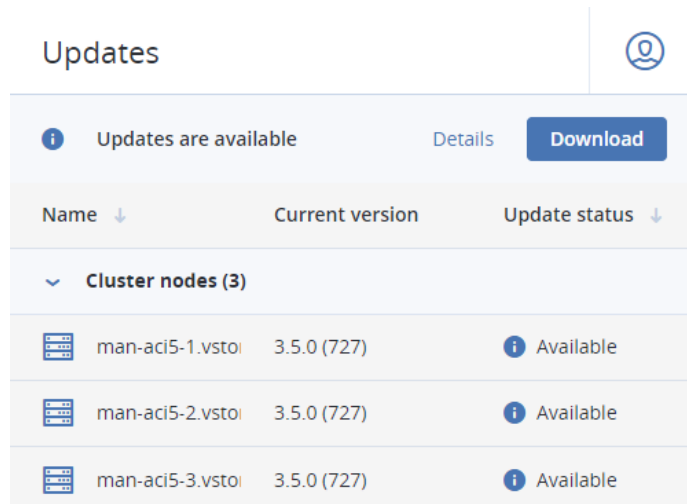 Updates
Updates are available Details Download
Name Current version Update status
Cluster nodes (3)
man-aci5-1.vsto 3.5.0 (727) Available
man-aci5-2.vsto 3.5.0 (727) Available
man-aci5-3.vsto 3.5.0 (727) Available